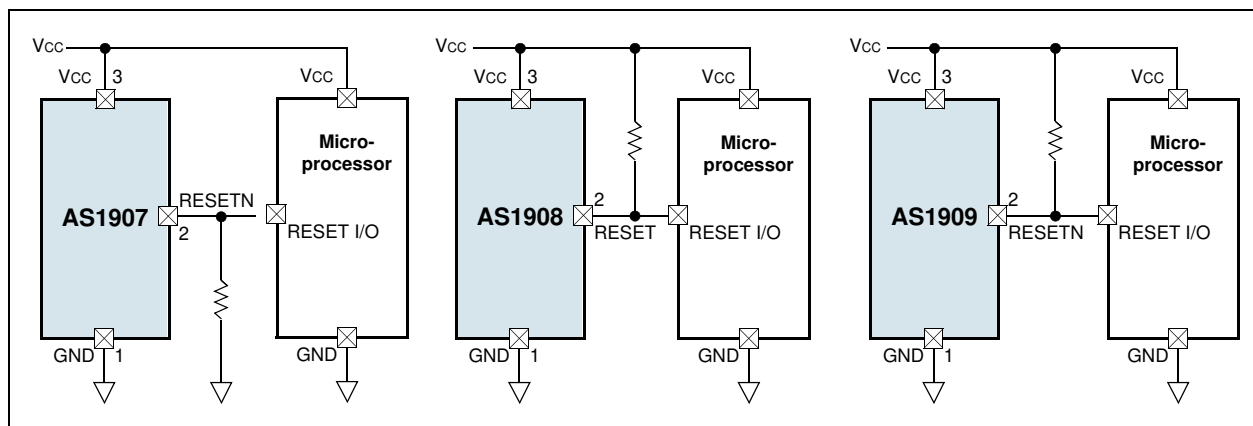 VCC
VCC 3
VCC
AS1907
RESETN
2
Micro-
processor
RESET I/O
GND 1
GND
VCC
VCC 3
VCC
AS1908
2
RESET
Micro-
processor
RESET I/O
GND 1
GND
VCC
VCC 3
VCC
AS1909
2
RESETN
Micro-
processor
RESET I/O
GND 1
GND